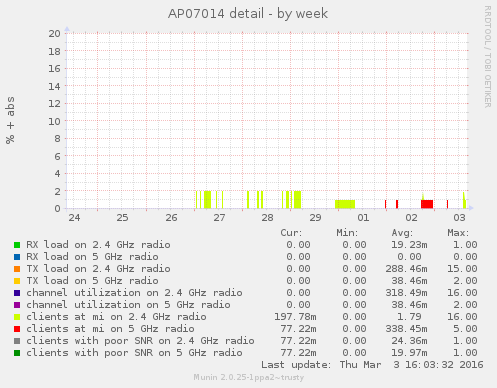 AP07014 detail - by week
RRDTOOL / TOBI OETIKER
% + abs
20
18
16
14
12
10
8
6
4
2
0
24 25 26 27 28 29 01 02 03
Cur: Min: Avg: Max:
RX load on 2.4 GHz radio 0.00 0.00 19.23m 1.00
RX load on 5 GHz radio 0.00 0.00 0.00 0.00
TX load on 2.4 GHz radio 0.00 0.00 288.46m 15.00
TX load on 5 GHz radio 0.00 0.00 38.46m 2.00
channel utilization on 2.4 GHz radio 0.00 0.00 318.49m 16.00
channel utilization on 5 GHz radio 0.00 0.00 38.46m 2.00
clients at mi on 2.4 GHz radio 197.78m 0.00 1.79 16.00
clients at mi on 5 GHz radio 77.22m 0.00 338.45m 5.00
clients with poor SNR on 2.4 GHz radio 77.22m 0.00 24.36m 1.00
clients with poor SNR on 5 GHz radio 77.22m 0.00 19.97m 1.00
Last update: Thu Mar 3 16:03:32 2016
Munin 2.0.25-1ppa2~trusty